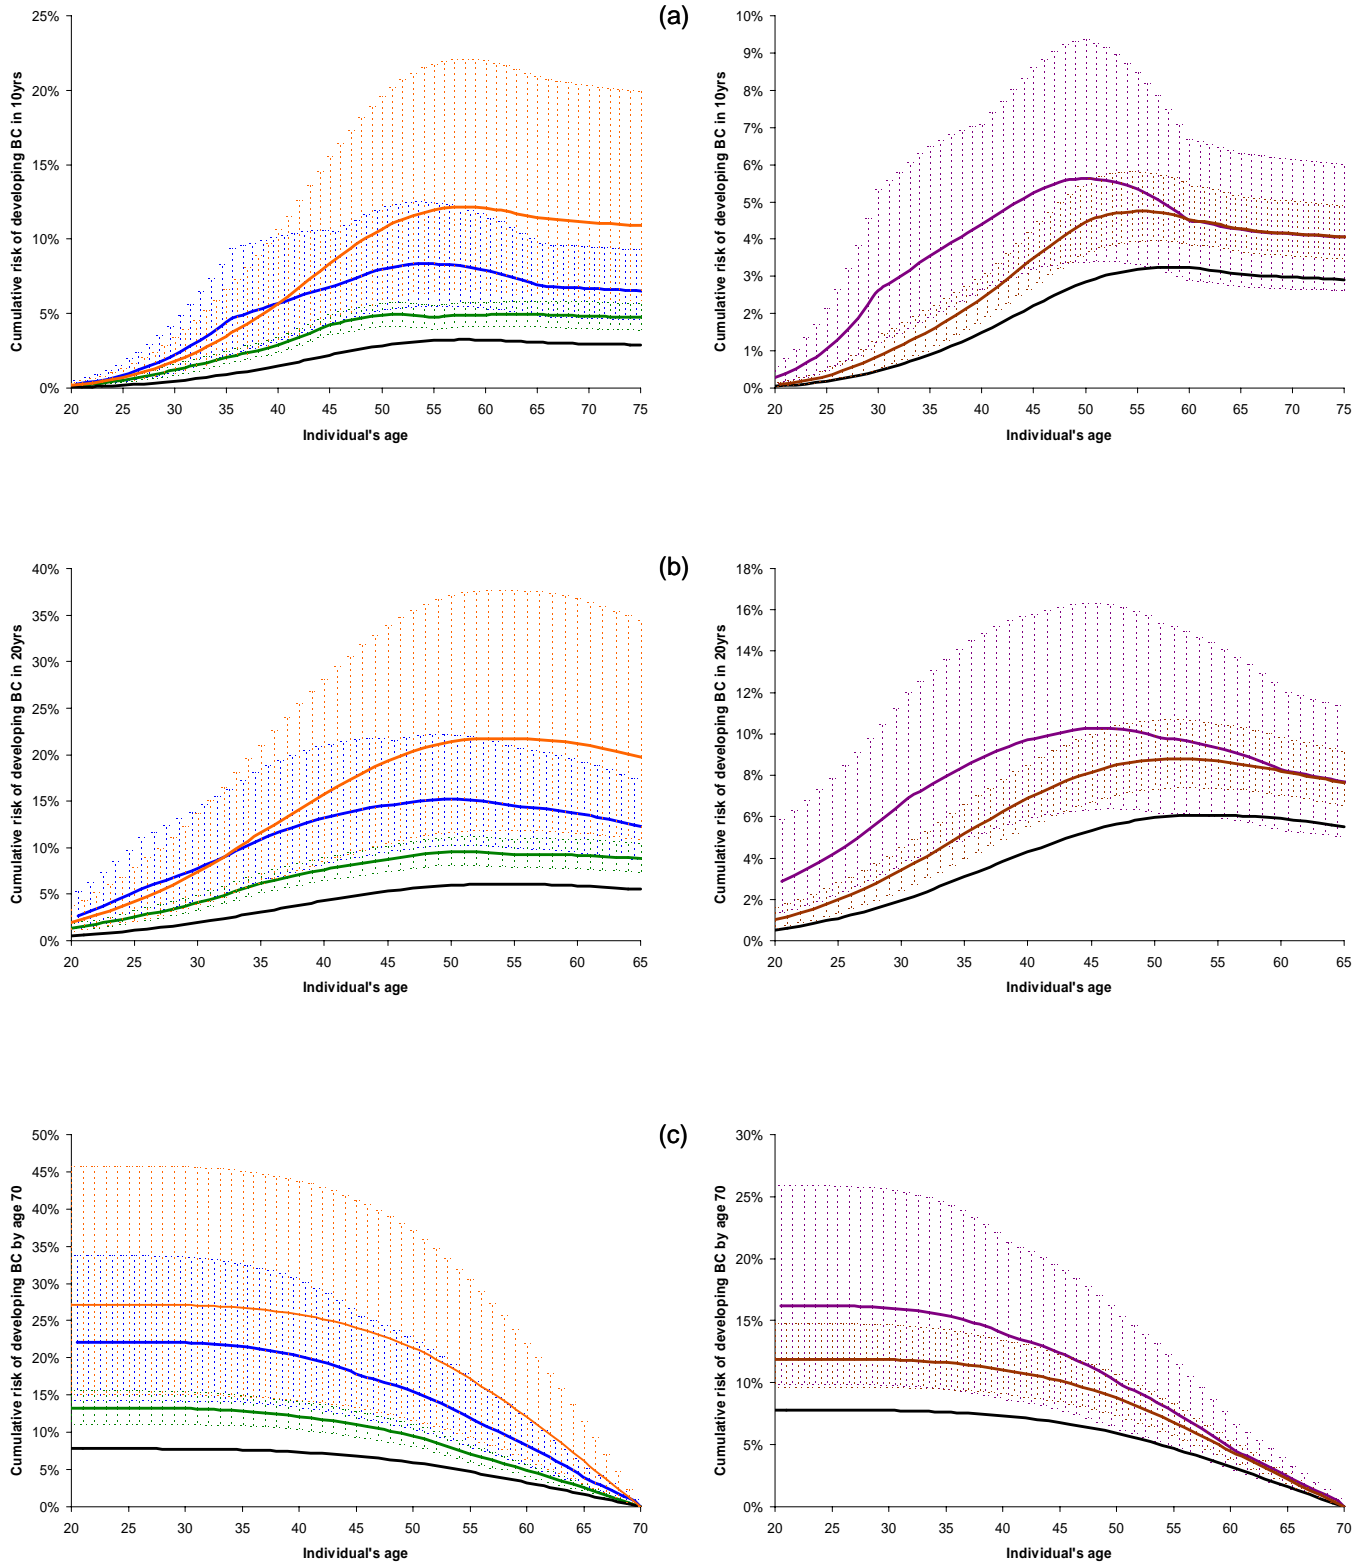 (a)
Cumulative risk of developing BC in 10yrs
25%
20%
15%
10%
5%
0%
20 25 30 35 40 45 50 55 60 65 70 75
Individual's age
Cumulative risk of developing BC in 10yrs
10%
9%
8%
7%
6%
5%
4%
3%
2%
1%
0%
20 25 30 35 40 45 50 55 60 65 70 75
Individual's age
(b)
Cumulative risk of developing BC in 20yrs
40%
35%
30%
25%
20%
15%
10%
5%
0%
20 25 30 35 40 45 50 55 60 65
Individual's age
Cumulative risk of developing BC in 20yrs
18%
16%
14%
12%
10%
8%
6%
4%
2%
0%
20 25 30 35 40 45 50 55 60 65
Individual's age
(c)
Cumulative risk of developing BC by age 70
50%
45%
40%
35%
30%
25%
20%
15%
10%
5%
0%
20 25 30 35 40 45 50 55 60 65 70
Individual's age
Cumulative risk of developing BC by age 70
30%
25%
20%
15%
10%
5%
0%
20 25 30 35 40 45 50 55 60 65 70
Individual's age